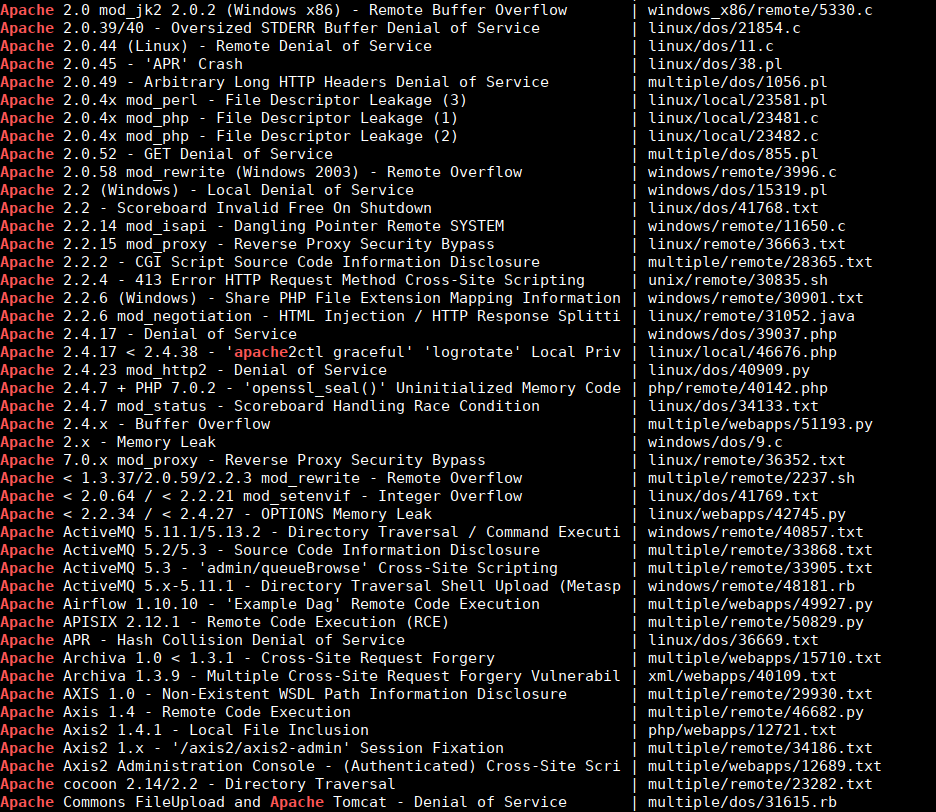 Apache 2.0 mod_jk2 2.0.2 (Windows x86) - Remote Buffer Overflow | windows_x86/remote/5330.c
Apache 2.0.39/40 - Oversized STDERR Buffer Denial of Service | linux/dos/21854.c
Apache 2.0.44 (Linux) - Remote Denial of Service | linux/dos/11.c
Apache 2.0.45 - 'APR' Crash | linux/dos/38.pl
Apache 2.0.49 - Arbitrary Long HTTP Headers Denial of Service | multiple/dos/1056.pl
Apache 2.0.4x mod_perl - File Descriptor Leakage (3) | linux/local/23581.pl
Apache 2.0.4x mod_php - File Descriptor Leakage (1) | linux/local/23481.c
Apache 2.0.4x mod_php - File Descriptor Leakage (2) | linux/local/23482.c
Apache 2.0.52 - GET Denial of Service | multiple/dos/855.pl
Apache 2.0.58 mod_rewrite (Windows 2003) - Remote Overflow | windows/remote/3996.c
Apache 2.2 (Windows) - Local Denial of Service | windows/dos/15319.pl
Apache 2.2 - Scoreboard Invalid Free On Shutdown | linux/dos/41768.txt
Apache 2.2.14 mod_isapi - Dangling Pointer Remote SYSTEM | windows/remote/11650.c
Apache 2.2.15 mod_proxy - Reverse Proxy Security Bypass | linux/remote/36663.txt
Apache 2.2.2 - CGI Script Source Code Information Disclosure | multiple/remote/28365.txt
Apache 2.2.4 - 413 Error HTTP Request Method Cross-Site Scripting | unix/remote/30835.sh
Apache 2.2.6 (Windows) - Share PHP File Extension Mapping Information | windows/remote/30901.txt
Apache 2.2.6 mod_negotiation - HTML Injection / HTTP Response Splitti | linux/remote/31052.java
Apache 2.4.17 - Denial of Service | windows/dos/39037.php
Apache 2.4.17 < 2.4.38 - 'apache2ctl graceful' 'logrotate' Local Priv | linux/local/46676.php
Apache 2.4.23 mod_http2 - Denial of Service | linux/dos/40909.py
Apache 2.4.7 + PHP 7.0.2 - 'openssl_seal()' Uninitialized Memory Code | php/remote/40142.php
Apache 2.4.7 mod_status - Scoreboard Handling Race Condition | linux/dos/34133.txt
Apache 2.4.x - Buffer Overflow | multiple/webapps/51193.py
Apache 2.x - Memory Leak | windows/dos/9.c
Apache 7.0.x mod_proxy - Reverse Proxy Security Bypass | linux/remote/36352.txt
Apache < 1.3.37/2.0.59/2.2.3 mod_rewrite - Remote Overflow | multiple/remote/2237.sh
Apache < 2.0.64 / < 2.2.21 mod_setenvif - Integer Overflow | linux/dos/41769.txt
Apache < 2.2.34 / < 2.4.27 - OPTIONS Memory Leak | linux/webapps/42745.py
Apache ActiveMQ 5.11.1/5.13.2 - Directory Traversal / Command Executi | windows/remote/40857.txt
Apache ActiveMQ 5.2/5.3 - Source Code Information Disclosure | multiple/remote/33868.txt
Apache ActiveMQ 5.3 - 'admin/queueBrowse' Cross-Site Scripting | multiple/remote/33905.txt
Apache ActiveMQ 5.x-5.11.1 - Directory Traversal Shell Upload (Metasp | windows/remote/48181.rb
Apache Airflow 1.10.10 - 'Example Dag' Remote Code Execution | multiple/webapps/49927.py
Apache APISIX 2.12.1 - Remote Code Execution (RCE) | multiple/remote/50829.py
Apache APR - Hash Collision Denial of Service | linux/dos/36669.txt
Apache Archiva 1.0 < 1.3.1 - Cross-Site Request Forgery | multiple/webapps/15710.txt
Apache Archiva 1.3.9 - Multiple Cross-Site Request Forgery Vulnerabil | xml/webapps/40109.txt
Apache AXIS 1.0 - Non-Existent WSDL Path Information Disclosure | multiple/remote/29930.txt
Apache Axis 1.4 - Remote Code Execution | multiple/remote/46682.py
Apache Axis2 1.4.1 - Local File Inclusion | php/webapps/12721.txt
Apache Axis2 1.x - '/axis2/axis2-admin' Session Fixation | multiple/remote/34186.txt
Apache Axis2 Administration Console - (Authenticated) Cross-Site Scri | multiple/webapps/12689.txt
Apache cocoon 2.14/2.2 - Directory Traversal | multiple/remote/23282.txt
Apache Commons FileUpload and Apache Tomcat - Denial of Service | multiple/dos/31615.rb